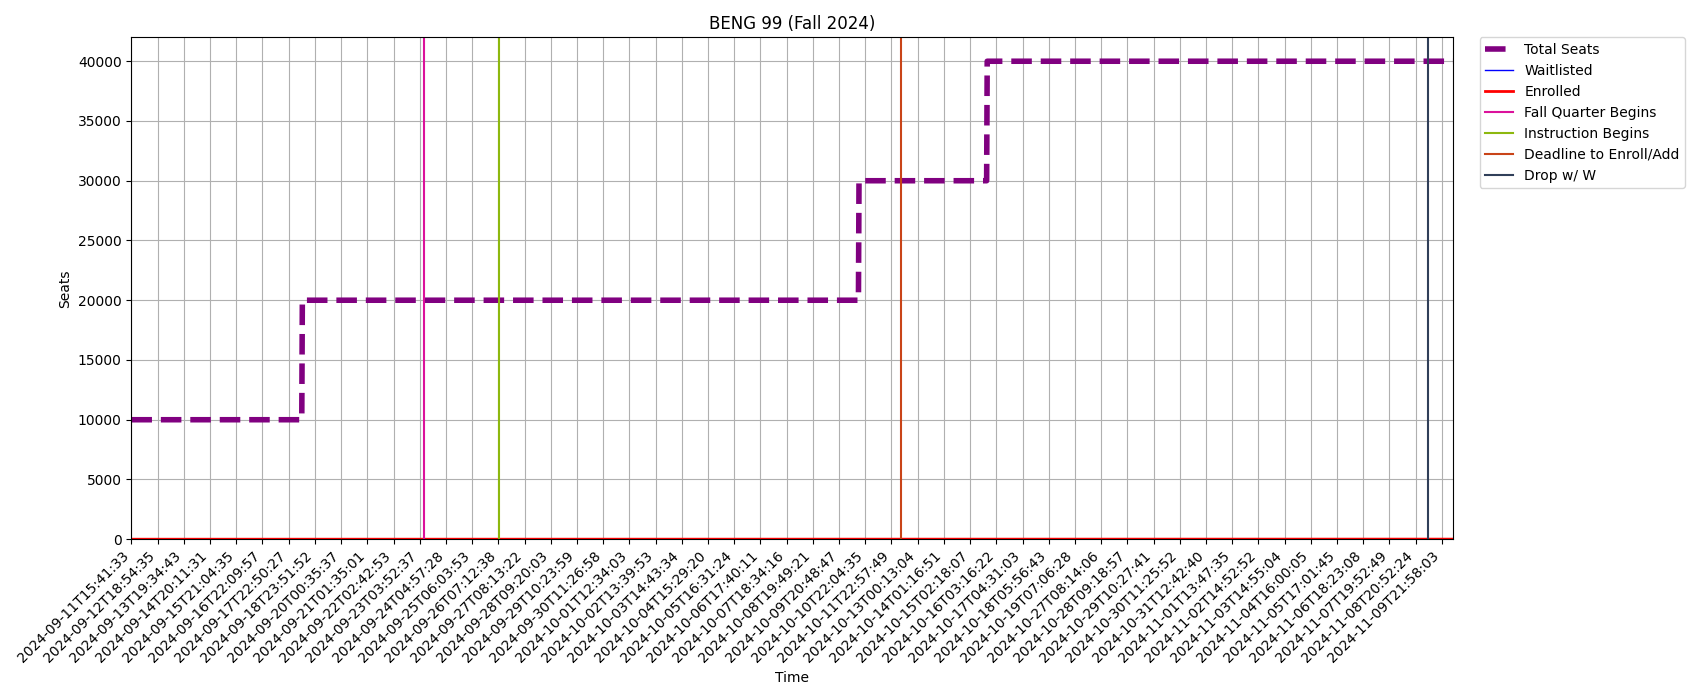 BENG 99 (Fall 2024)
Total Seats
Waitlisted
Enrolled
Fall Quarter Begins
Instruction Begins
Deadline to Enroll/Add
Drop w/ W
Seats
40000
35000
30000
25000
20000
15000
10000
5000
0
2024-09-11T15:41:33
2024-09-12T18:54:35
2024-09-13T19:34:43
2024-09-14T20:11:31
2024-09-15T21:04:35
2024-09-16T22:09:57
2024-09-17T22:50:27
2024-09-18T23:51:52
2024-09-20T00:35:37
2024-09-21T01:35:01
2024-09-22T02:42:53
2024-09-23T03:52:37
2024-09-24T04:57:28
2024-09-25T06:03:53
2024-09-26T07:12:38
2024-09-27T08:13:22
2024-09-28T09:20:03
2024-09-29T10:23:59
2024-09-30T11:26:58
2024-10-01T12:34:03
2024-10-02T13:39:53
2024-10-03T14:43:34
2024-10-04T15:29:20
2024-10-05T16:31:24
2024-10-06T17:40:11
2024-10-07T18:34:16
2024-10-08T19:49:21
2024-10-09T20:48:47
2024-10-10T22:04:35
2024-10-11T22:57:49
2024-10-13T00:13:04
2024-10-14T01:16:51
2024-10-15T02:18:07
2024-10-16T03:16:22
2024-10-17T04:31:03
2024-10-18T05:56:43
2024-10-19T07:06:28
2024-10-27T08:14:06
2024-10-28T09:18:57
2024-10-29T10:27:41
2024-10-30T11:25:52
2024-10-31T12:42:40
2024-11-01T13:47:35
2024-11-02T14:52:52
2024-11-03T14:55:04
2024-11-04T16:00:05
2024-11-05T17:01:45
2024-11-06T18:23:08
2024-11-07T19:52:49
2024-11-08T20:52:24
2024-11-09T21:58:03
Time